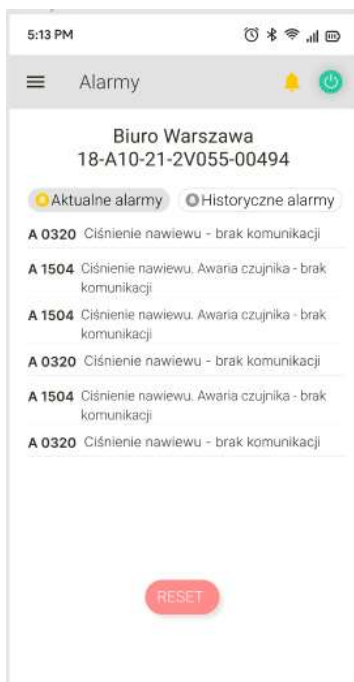 5:13 PM
Alarmy
Biuro Warszawa
18-A10-21-2V055-00494
Aktualne alarmy Historyczne alarmy
A 0320 Ciśnienie nawiewu - brak komunikacji
A 1504 Ciśnienie nawiewu. Awaria czujnika - brak
komunikacji
A 1504 Ciśnienie nawiewu. Awaria czujnika - brak
komunikacji
A 0320 Ciśnienie nawiewu - brak komunikacji
A 1504 Ciśnienie nawiewu. Awaria czujnika - brak
komunikacji
A 0320 Ciśnienie nawiewu - brak komunikacji
RESET